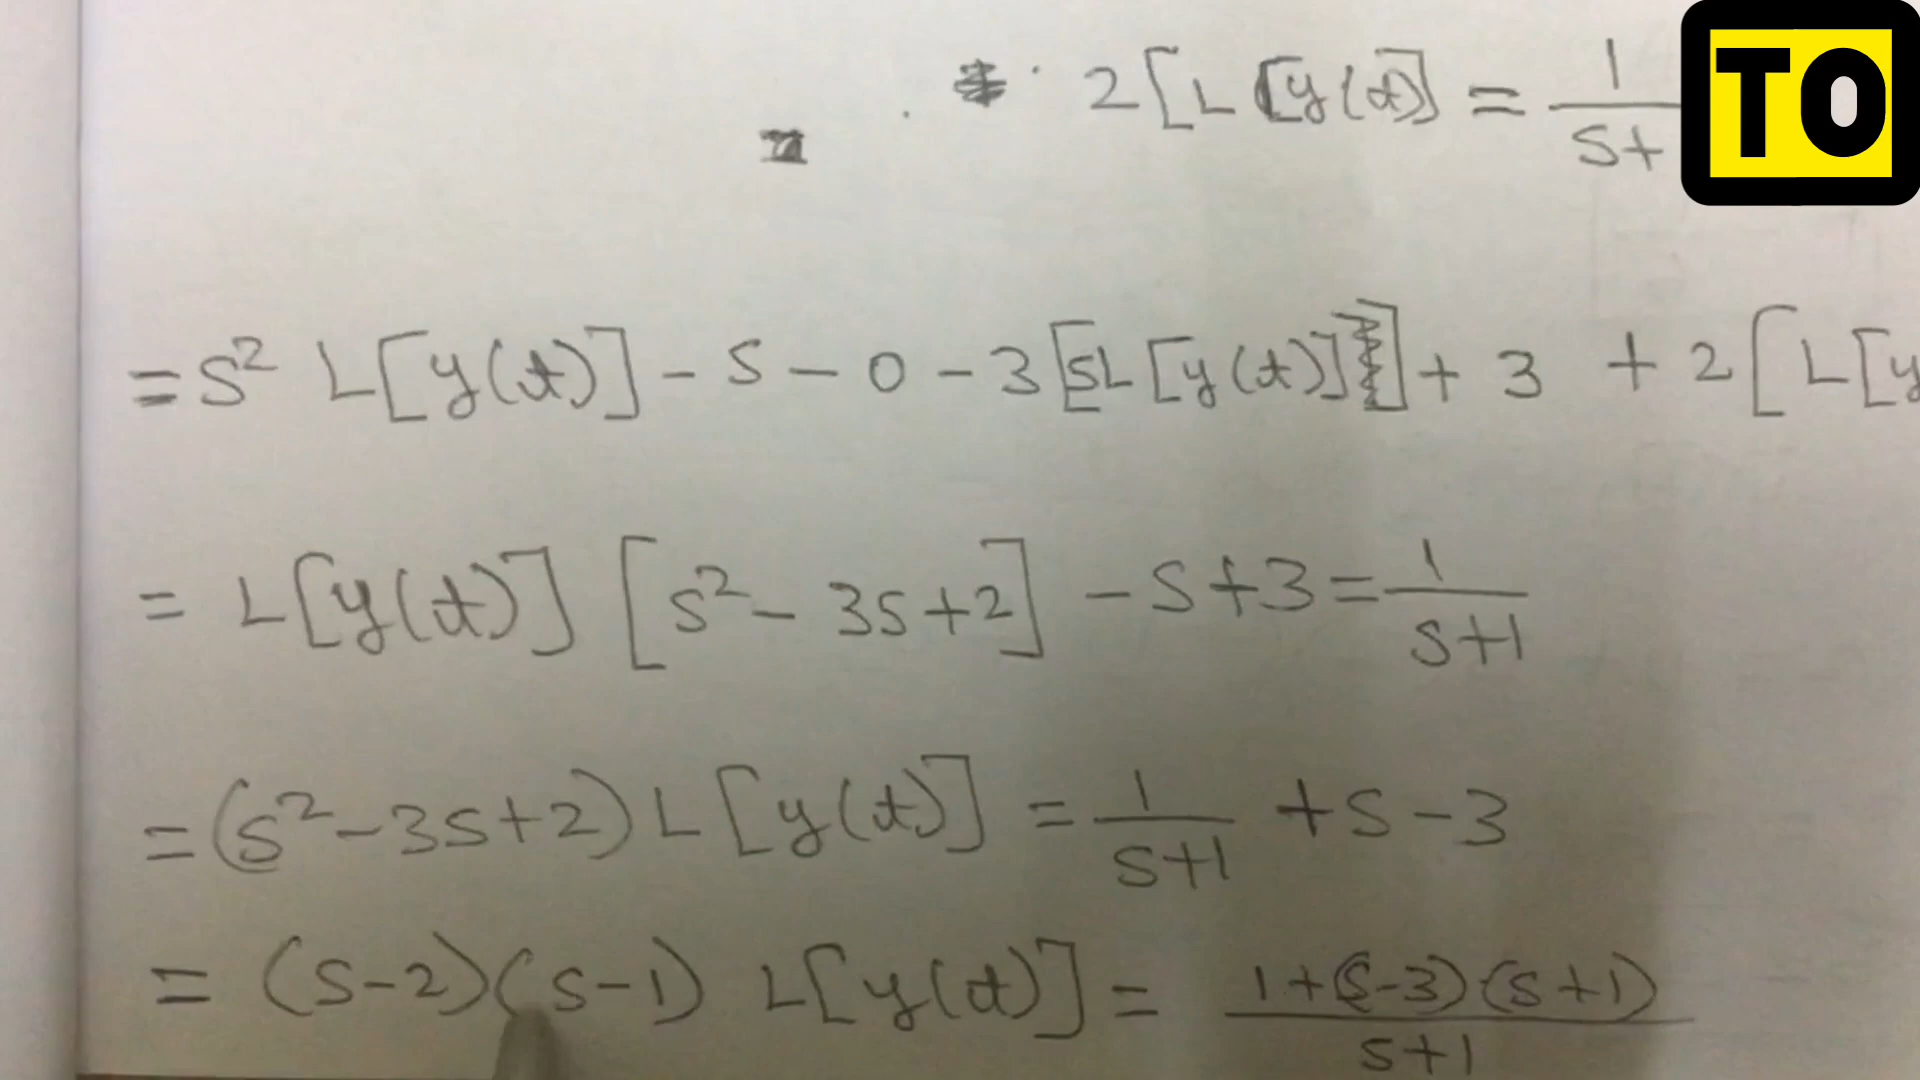 2[L[y(t)] = 1/s+
TO
= s² L[y(t)] - s - 0 - 3[sL[y(t)]] + 3 + 2[L[y
= L[y(t)] [s² - 3s + 2] - s + 3 = 1/s+1
= (s² - 3s + 2) L[y(t)] = 1/s+1 + s - 3
= (s-2)(s-1) L[y(t)] = 1+(s-3)(s+1)/s+1